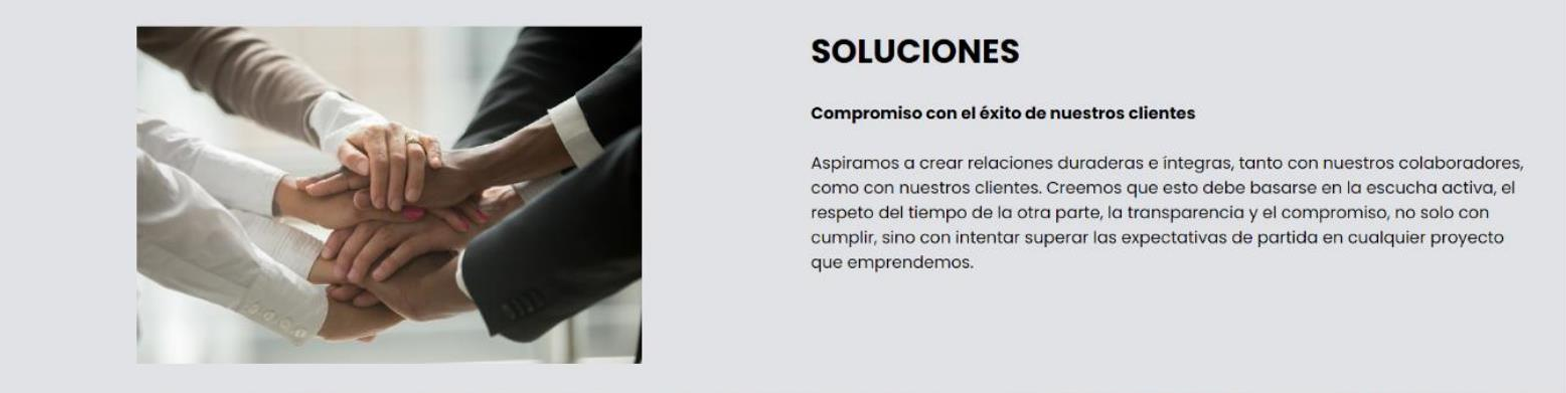 SOLUCIONES
Compromiso con el éxito de nuestros clientes
Aspiramos a crear relaciones duraderas e íntegras, tanto con nuestros colaboradores,
como con nuestros clientes. Creemos que esto debe basarse en la escucha activa, el
respeto del tiempo de la otra parte, la transparencia y el compromiso, no solo con
cumplir, sino con intentar superar las expectativas de partida en cualquier proyecto
que emprendemos.